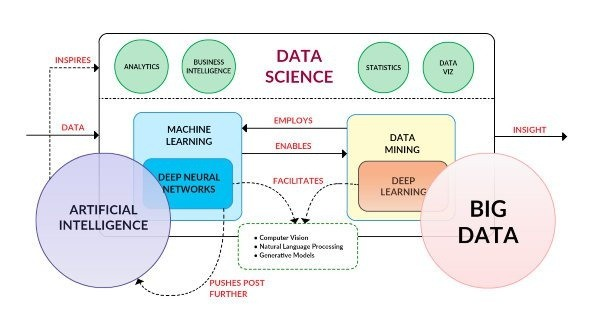 INSPIRES
ANALYTICS
BUSINESS
INTELLIGENCE
DATA
SCIENCE
STATISTICS
DATA
VIZ
DATA
EMPLOYS
ENABLES
INSIGHT
MACHINE
LEARNING
DEEP NEURAL
NETWORKS
DATA
MINING
DEEP
LEARNING
FACILITATES
ARTIFICIAL
INTELLIGENCE
BIG
DATA
• Computer Vision
• Natural Language Processing
• Generative Models
PUSHES POST
FURTHER